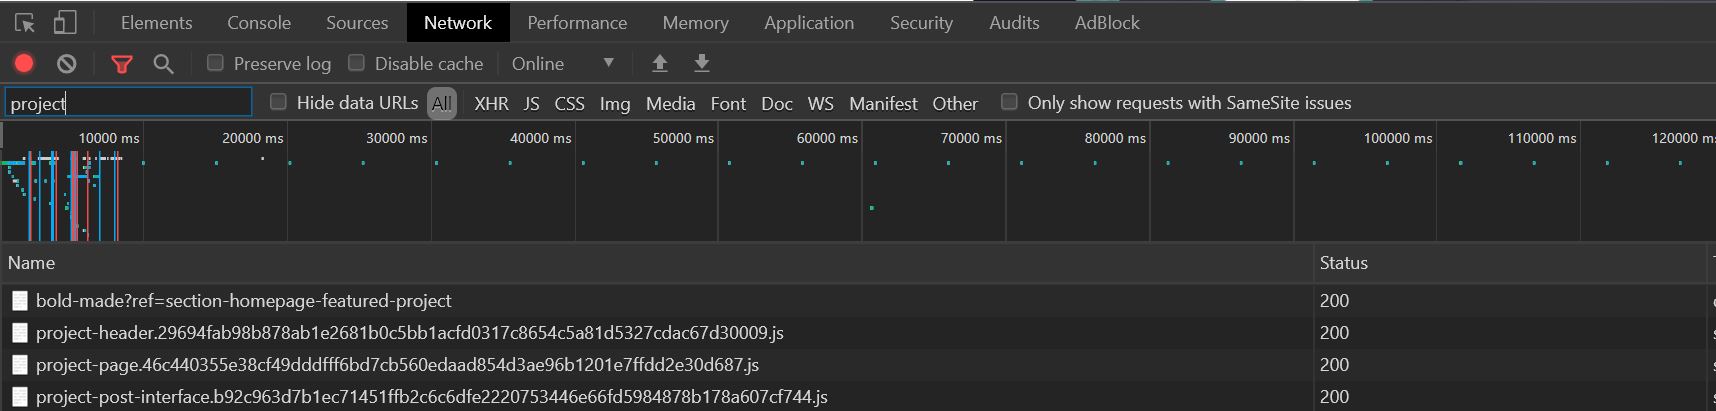 Elements Console Sources Network Performance Memory Application Security Audits AdBlock
Preserve log Disable cache Online
project Hide data URLs All XHR JS CSS Img Media Font Doc WS Manifest Other Only show requests with SameSite issues
10000 ms 20000 ms 30000 ms 40000 ms 50000 ms 60000 ms 70000 ms 80000 ms 90000 ms 100000 ms 110000 ms 120000 m
Name Status
bold-made?ref=section-homepage-featured-project 200
project-header.29694fab98b878ab1e2681b0c5bb1acfd0317c8654c5a81d5327cdac67d30009.js 200
project-page.46c440355e38cf49dddfff6bd7cb560edaad854d3ae96b1201e7ffdd2e30d687.js 200
project-post-interface.b92c963d7b1ec71451ffb2c6c6dfe2220753446e66fd5984878b178a607cf744.js 200